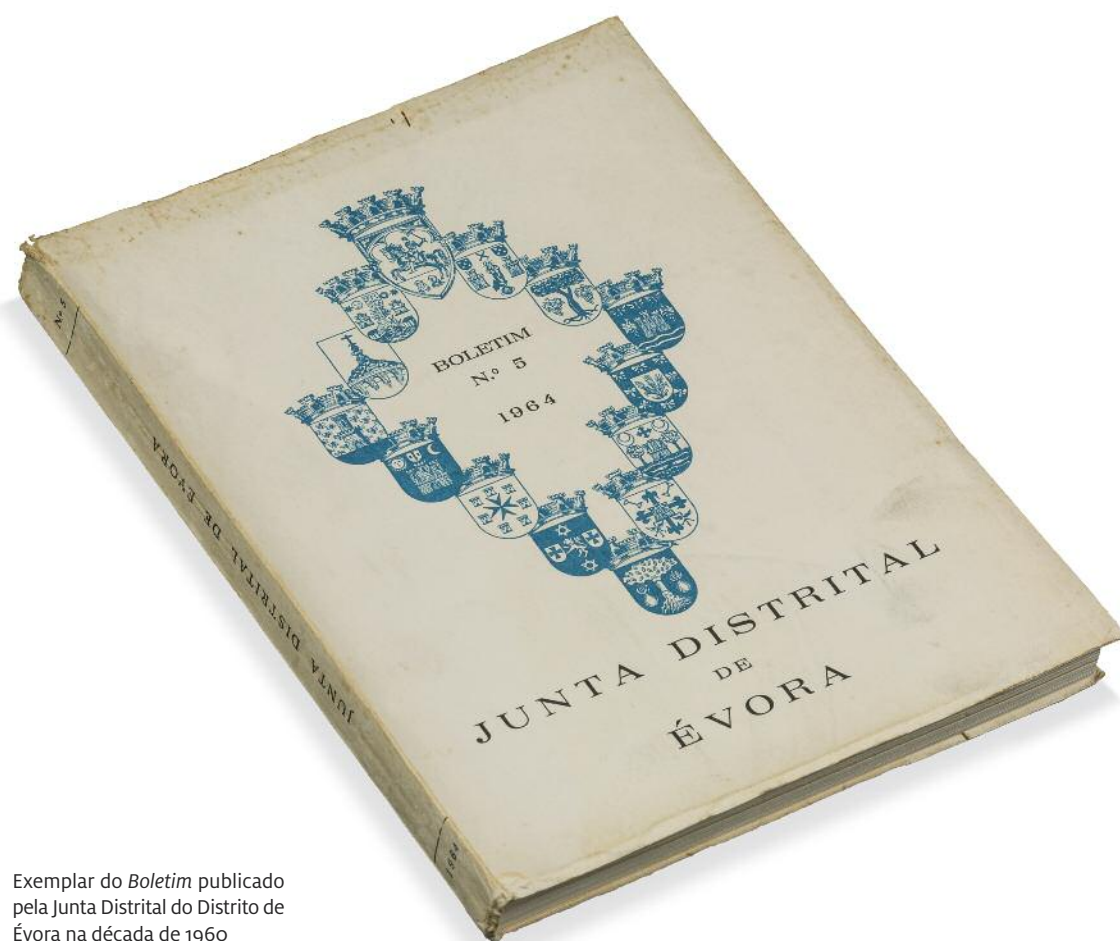 BOLETIM
N.º 5
1964
JUNTA DISTRITAL
DE
ÉVORA
N.º 5
JUNTA DISTRITAL DE ÉVORA
1964
Exemplar do Boletim publicado
pela Junta Distrital do Distrito de
Évora na década de 1960